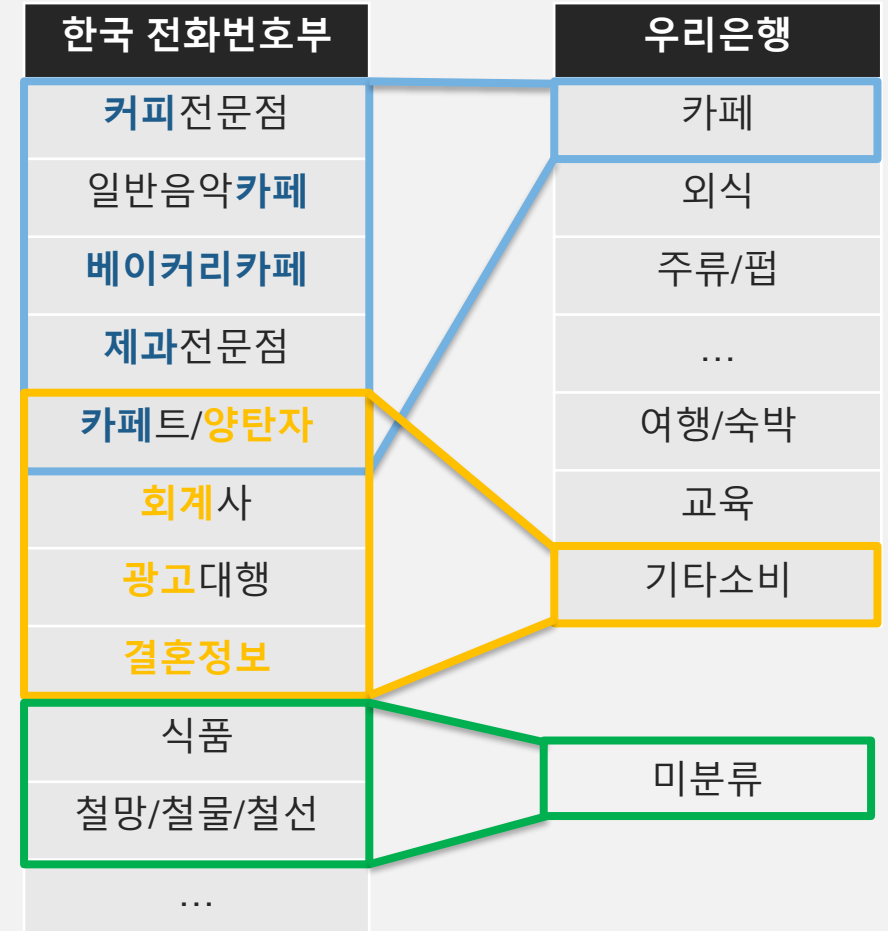 한국 전화번호부
커피전문점
일반음악카페
베이커리카페
제과전문점
카페트/양탄자
회계사
광고대행
결혼정보
식품
철망/철물/철선
…
우리은행
카페
외식
주류/펍
…
여행/숙박
교육
기타소비
미분류